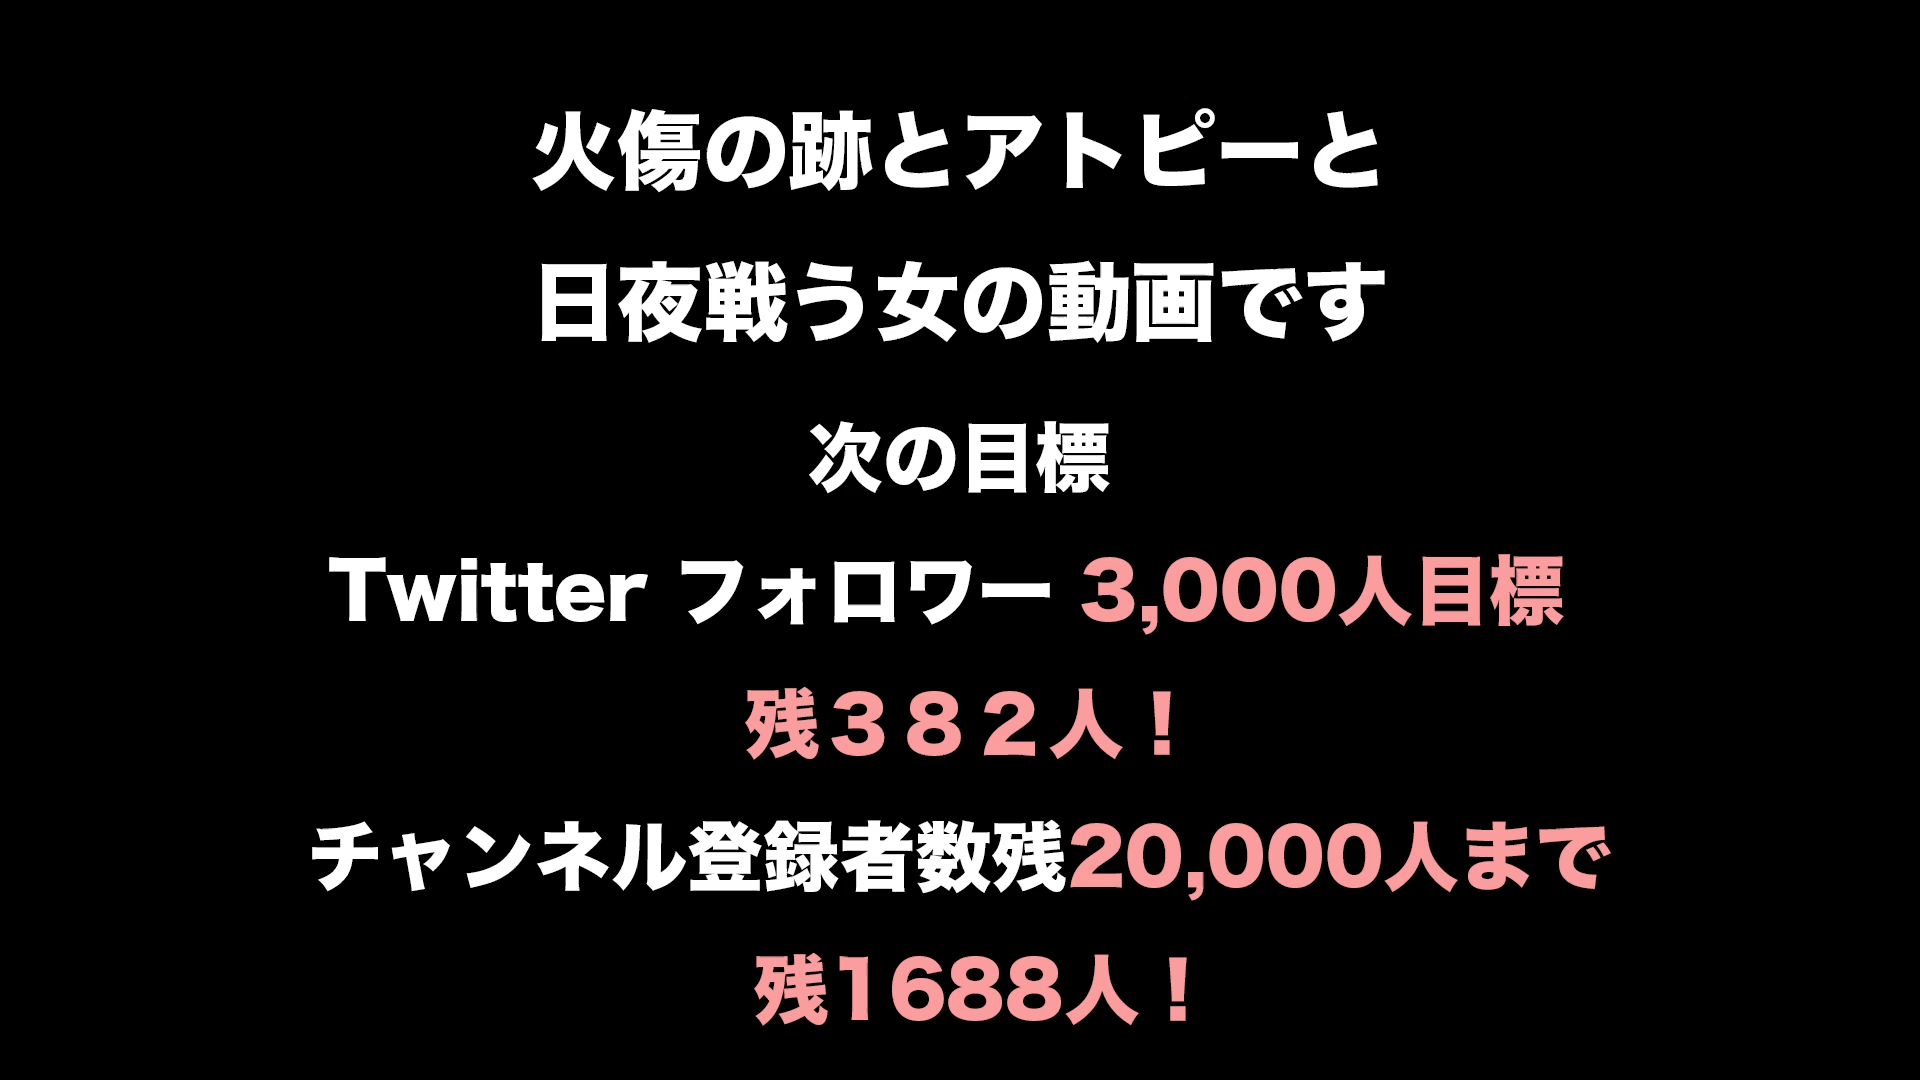 火傷の跡とアトピーと
日夜戦う女の動画です
次の目標
Twitter フォロワー 3,000人目標
残３８２人！
チャンネル登録者数残20,000人まで
残1688人！